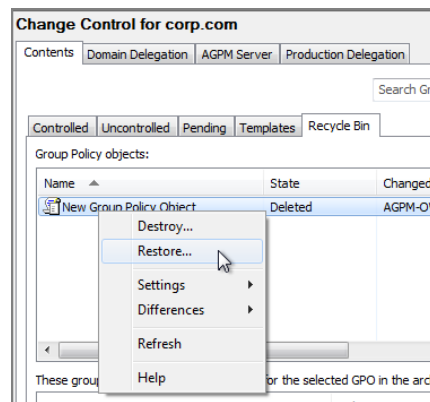 Change Control for corp.com
Contents Domain Delegation AGPM Server Production Delegation
Search Gr
Controlled Uncontrolled Pending Templates Recycle Bin
Group Policy objects:
Name State Changed
New Group Policy Object Deleted AGPM-O
Destroy...
Restore...
Settings
Differences
Refresh
Help
These grou for the selected GPO in the arc